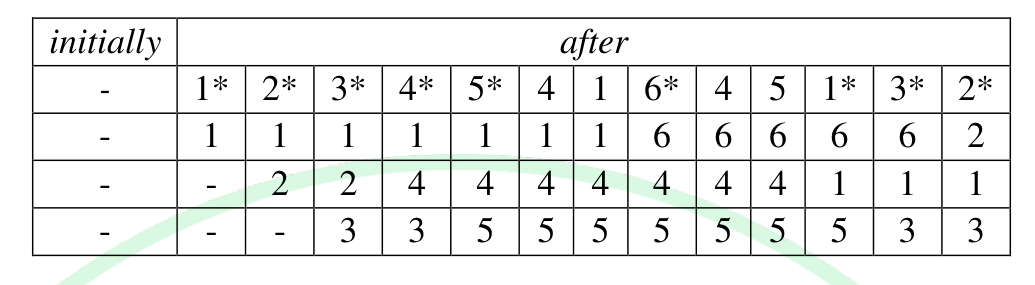 initially after
- 1* 2* 3* 4* 5* 4 1 6* 4 5 1* 3* 2*
- 1 1 1 1 1 1 1 6 6 6 6 6 2
- - 2 2 4 4 4 4 4 4 4 1 1 1
- - - 3 3 5 5 5 5 5 5 5 3 3